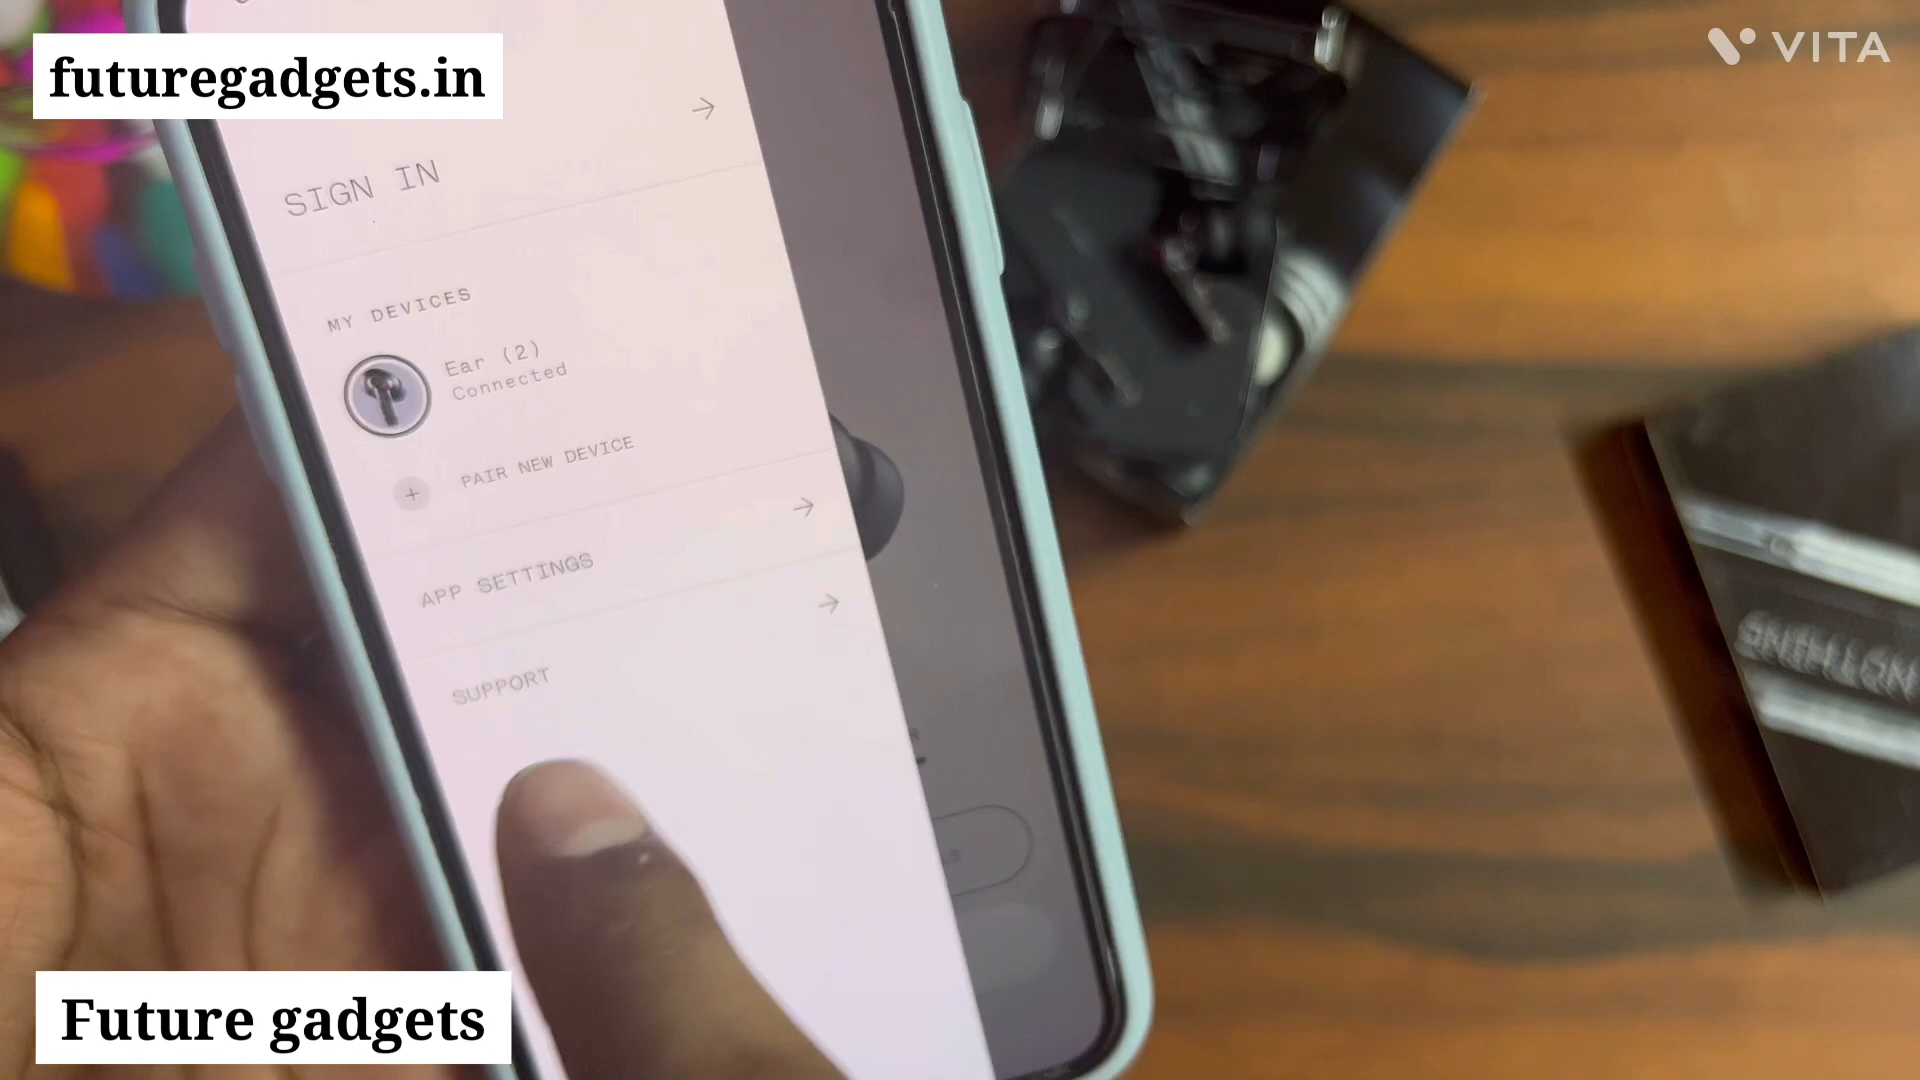 futuregadgets.in
VITA
SIGN IN
MY DEVICES
Ear (2)
Connected
PAIR NEW DEVICE
APP SETTINGS
SUPPORT
Future gadgets